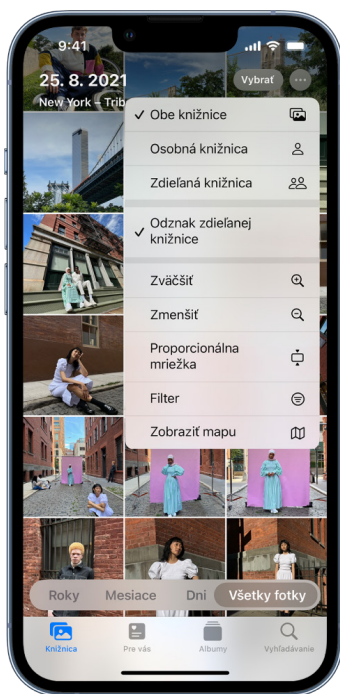 9:41
25. 8. 2021
Vybrať
New York – Trib
Obe knižnice
Osobná knižnica
Zdieľaná knižnica
Odznak zdieľanej
knižnice
Zväčšiť
Zmenšiť
Proporcionálna
mriežka
Filter
Zobraziť mapu
Roky
Mesiace
Dni
Všetky fotky
Knižnica
Pre vás
Albumy
Vyhľadávanie